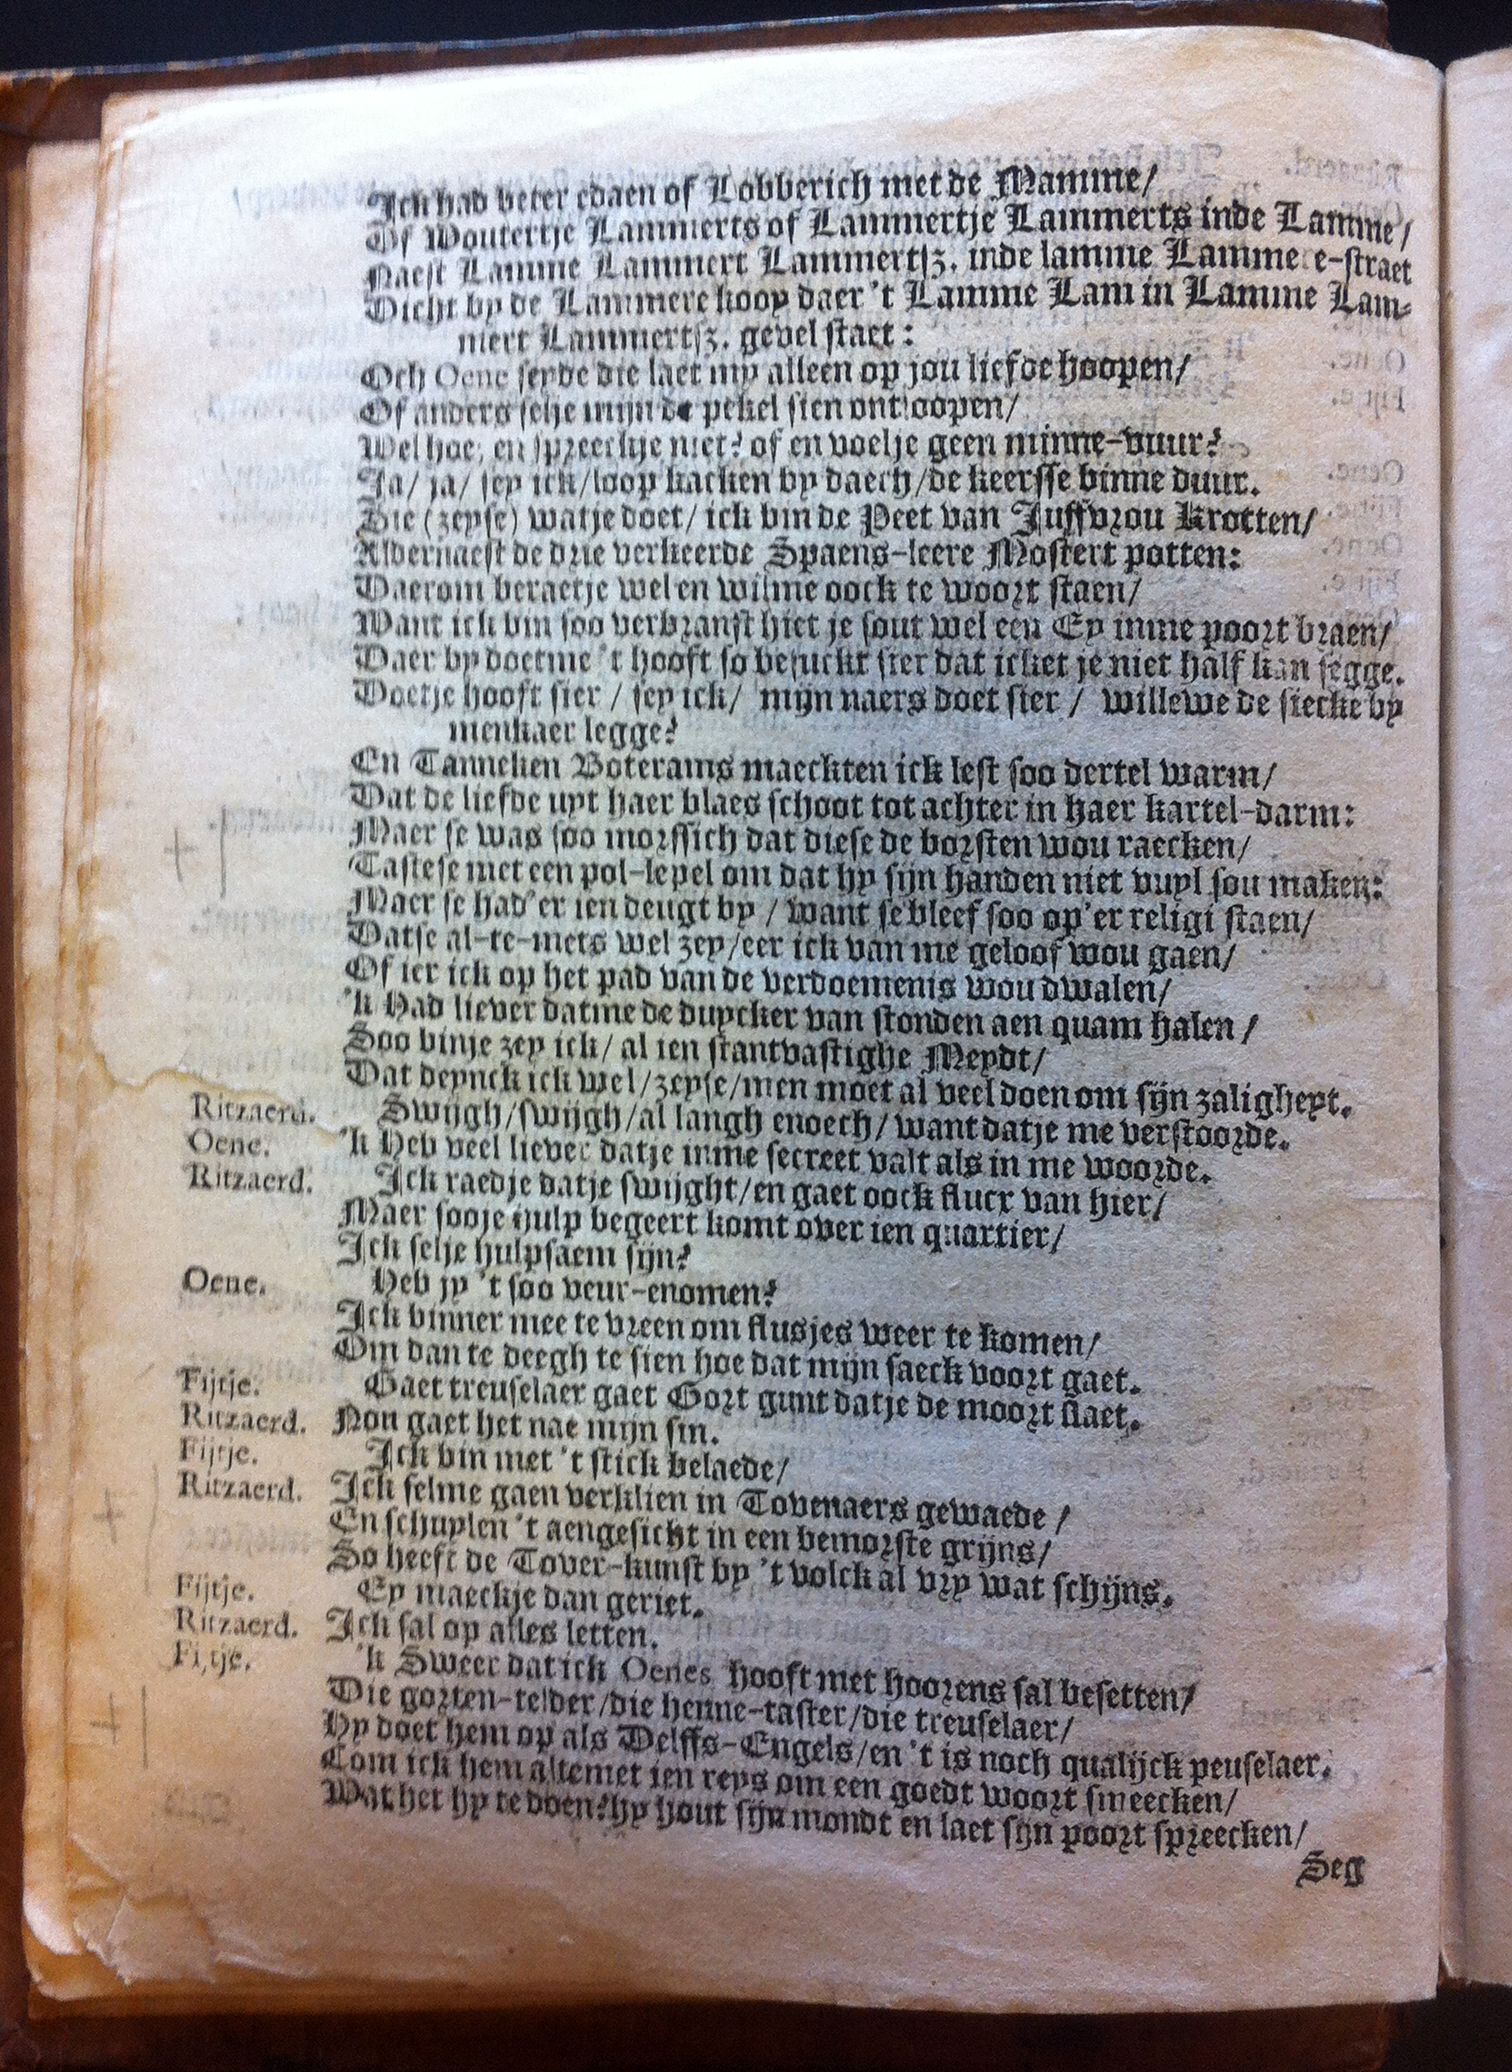 Ick had beter edaen of Lobberich met de Mamme/
Of Woutertje Lammerts of Lammertje Lammerts inde Lamme/
Naest Lamme Lammert Lammertsz. inde lamme Lammere-straet
Dicht by de Lammere koop daer 't Lamme Lam in Lamme Lam-
mert Lammertsz. gevel staet:
Och Oene seyde die laet my alleen op jou liefde hoopen/
Of anders selje mijn de pekel sien ontloopen/
Wel hoe, en spreeckje niet? of en voelje geen minne-vuur?
Ja/ ja/ sey ick/ loop kacken by daech/ de keersse binne duur.
Sie (zeyse) watje doet/ ick bin de Peet van Juffvrou Krotten/
Aldernaest de drie verkeerde Spaens-leere Mostert potten:
Daerom beraetje wel en wilme oock te woort staen/
Want ick bin soo verbranst hiet je sout wel een Ey inme poort braen/
Daer by doetme 't hooft so besuckt sier dat icket je niet half kan segge.
Doetje hooft sier / sey ick/ mijn naers doet sier / willewe de siecke by
menkaer legge?
En Tanneken Boterams maeckten ick lest soo dertel warm/
Dat de liefde uyt haer blaes schoot tot achter in haer kartel-darm:
Maer se was soo morssich dat diese de borsten wou raecken/
Tastese met een pol-lepel om dat hy sijn handen niet vuyl sou maken:
Maer se had'er ien deugt by / want se bleef soo op'er religi staen/
Datse al-te-mets wel zey/ eer ick van me geloof wou gaen/
Of ier ick op het pad van de verdoemenis wou dwalen/
'k Had liever datme de duycker van stonden aen quam halen/
Soo binje zey ick/ al ien stantvastighe Meydt/
Dat deynck ick wel/ zeyse/ men moet al veel doen om sijn zalighept.
Ritzaerd. Swijgh/ swijgh/ al langh enoech/ want datje me verstoorde.
Oene. 'k Heb veel liever datje inme secreet valt als in me woorde.
Ritzaerd. Ick raedje datje swijght/ en gaet oock flucx van hier/
Maer sooje hulp begeert komt over ien quartier/
Ick selje hulpsaem sijn?
Oene. Heb jy 't soo veur-enomen?
Ick binner mee te vreen om flusjes weer te komen/
Om dan te deegh te sien hoe dat mijn saeck voort gaet.
Fijtje. Gaet treuselaer gaet Gort gunt datje de moort slaet.
Ritzaerd. Nou gaet het nae mijn sin.
Fijtje. Ick bin met 't stick belaede/
Ritzaerd. Ick selme gaen verklien in Tovenaers gewaede /
En schuylen 't aengesicht in een bemorste grijns/
So heeft de Tover-kunst by 't volck al vry wat schijns.
Fijtje. Ey maeckje dan geriet.
Ritzaerd. Ick sal op alles letten.
Fijtje. 'k Sweer dat ick Oenes hooft met hoorens sal besetten/
Die gorten-telder/ die henne-taster/ die treuselaer/
Hy doet hem op als Delffs-Engels/ en 't is noch qualijck peuselaer.
Com ick hem altemet ien reys om een goedt woort smeecken/
Wat het hy te doen? hy hout sijn mondt en laet sijn poort spreecken/
Seg